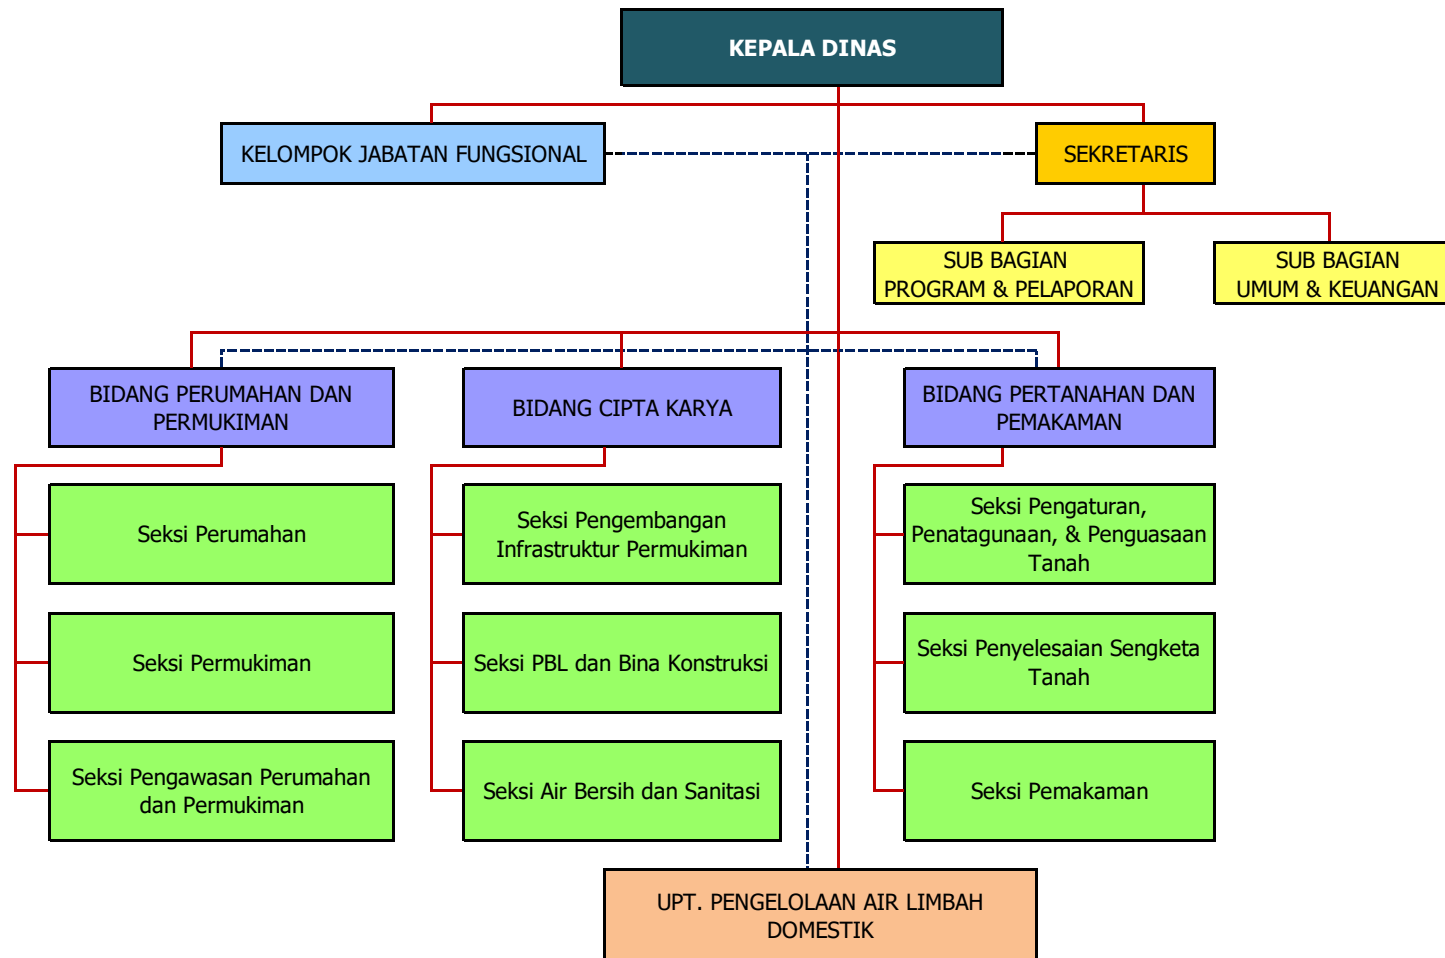 KEPALA DINAS
KELOMPOK JABATAN FUNGSIONAL
SEKRETARIS
SUB BAGIAN
PROGRAM & PELAPORAN
SUB BAGIAN
UMUM & KEUANGAN
BIDANG PERUMAHAN DAN
PERMUKIMAN
BIDANG CIPTA KARYA
BIDANG PERTANAHAN DAN
PEMAKAMAN
Seksi Perumahan
Seksi Pengembangan
Infrastruktur Permukiman
Seksi Pengaturan,
Penatagunaan, & Penguasaan
Tanah
Seksi Permukiman
Seksi PBL dan Bina Konstruksi
Seksi Penyelesaian Sengketa
Tanah
Seksi Pengawasan Perumahan
dan Permukiman
Seksi Air Bersih dan Sanitasi
Seksi Pemakaman
UPT. PENGELOLAAN AIR LIMBAH
DOMESTIK